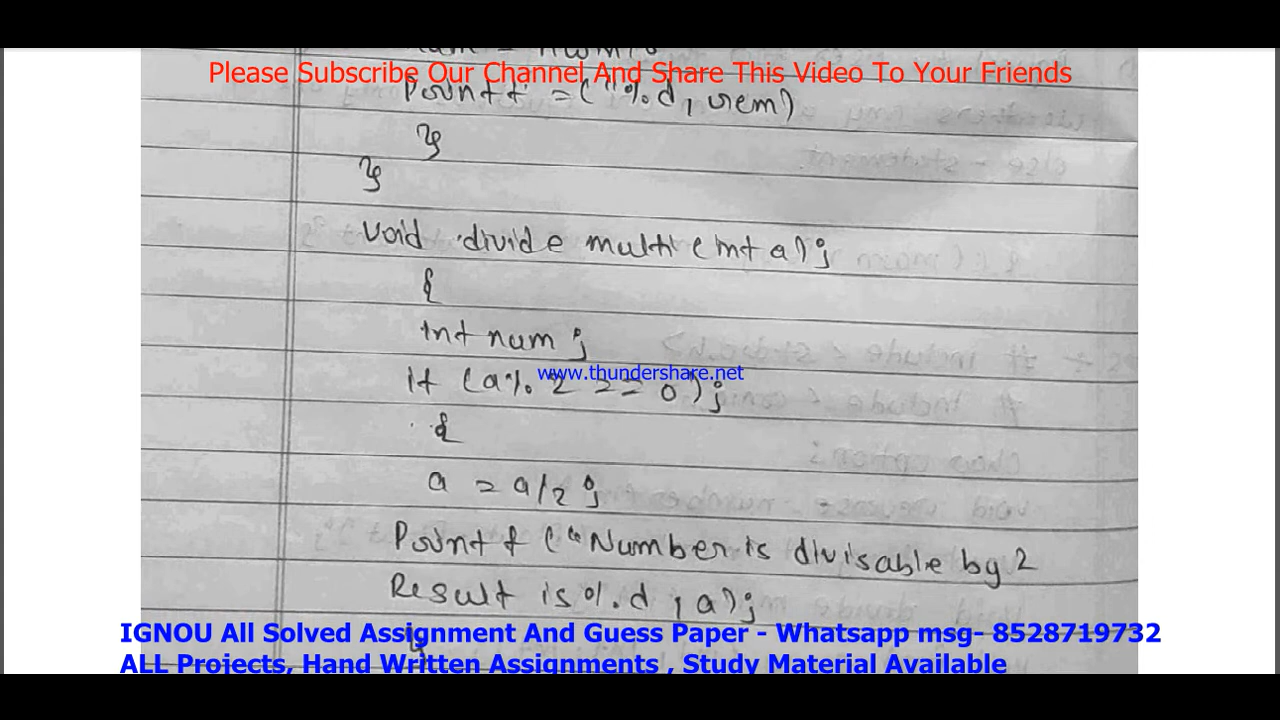 Please Subscribe Our Channel And Share This Video To Your Friends
Printf = ("%d, rem)
}
}
void divide multi (int a);
{
int num;
www.thundershare.net
if (a% 2 == 0);
{
a = a/2;
Printf ("Number is divisable by 2
Result is %d, a);
IGNOU All Solved Assignment And Guess Paper - Whatsapp msg- 8528719732
ALL Projects, Hand Written Assignments , Study Material Available